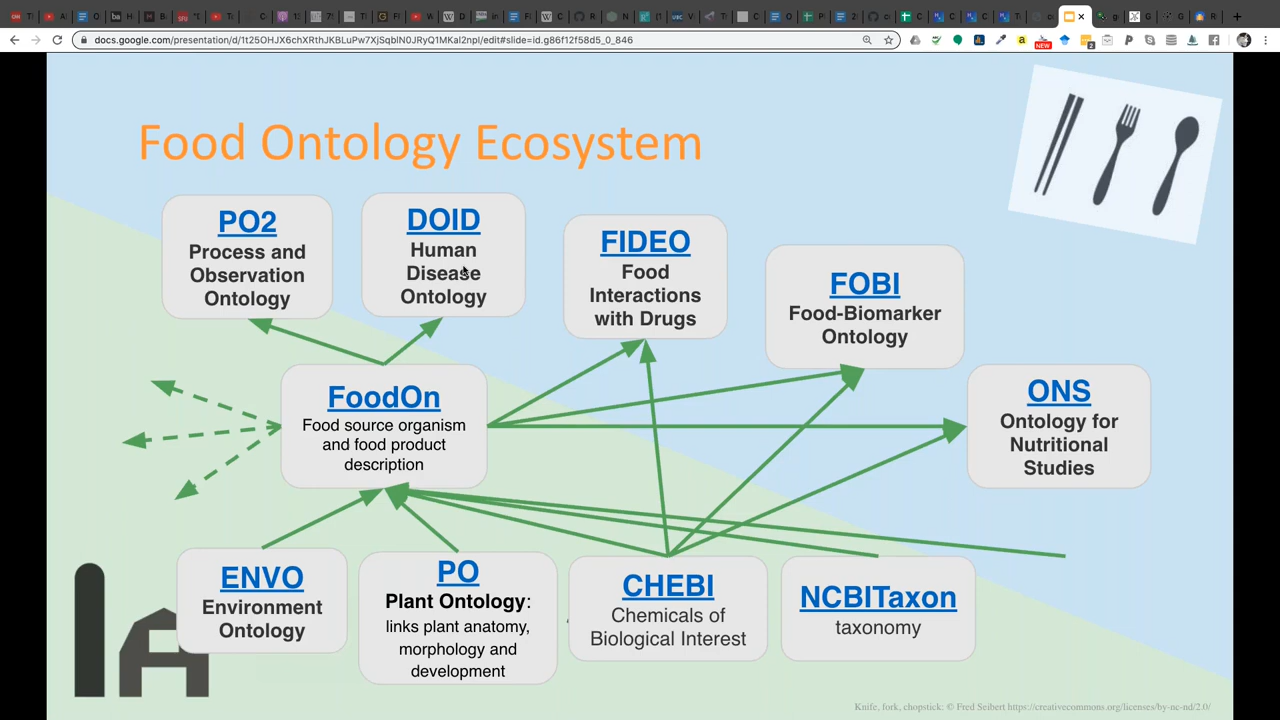 docs.google.com/presentation/d/1t25OHJX6chXRthJKBLuPw7XjSqblN0JRyQ1MKaI2npI/edit#slide=id.g86f12f58d5_0_846
NEW
Food Ontology Ecosystem
PO2
Process and
Observation
Ontology
DOID
Human
Disease
Ontology
FIDEO
Food
Interactions
with Drugs
FOBI
Food-Biomarker
Ontology
ONS
Ontology for
Nutritional
Studies
FoodOn
Food source organism
and food product
description
ENVO
Environment
Ontology
PO
Plant Ontology:
links plant anatomy,
morphology and
development
CHEBI
Chemicals of
Biological Interest
NCBITaxon
taxonomy
Knife, fork, chopstick: © Fred Seibert https://creativecommons.org/licenses/by-nc-nd/2.0/